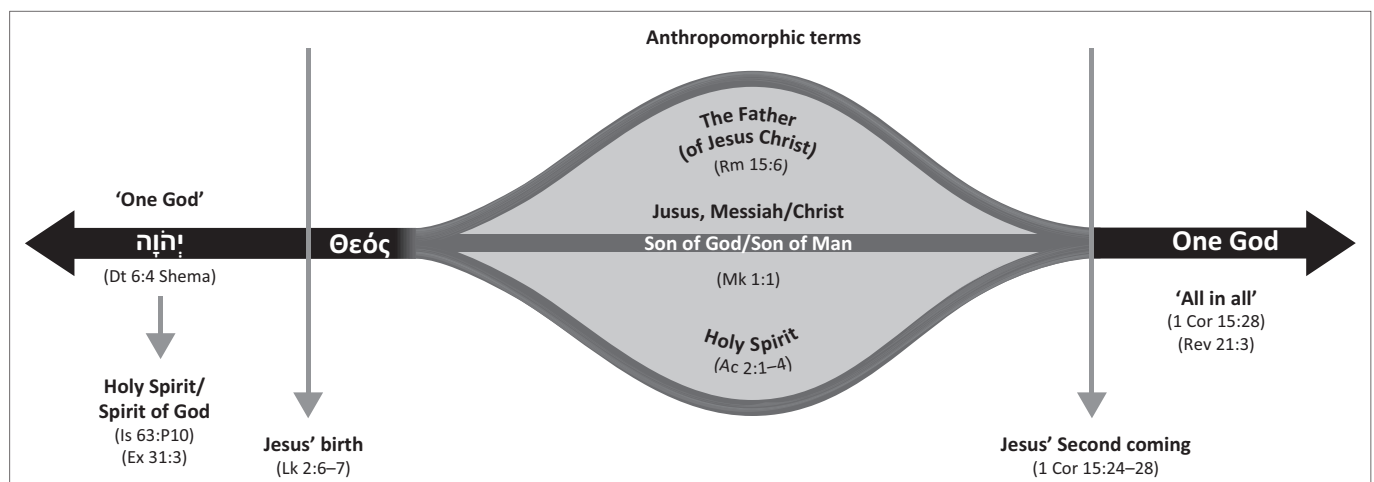 Anthropomorphic terms
The Father
(of Jesus Christ)
(Rm 15:6)
'One God'
יְהֹוָה
(Dt 6:4 Shema)
Θεός
Jusus, Messiah/Christ
Son of God/Son of Man
(Mk 1:1)
One God
'All in all'
(1 Cor 15:28)
(Rev 21:3)
Holy Spirit
(Ac 2:1–4)
Holy Spirit/
Spirit of God
(Is 63:P10)
(Ex 31:3)
Jesus' birth
(Lk 2:6–7)
Jesus' Second coming
(1 Cor 15:24–28)